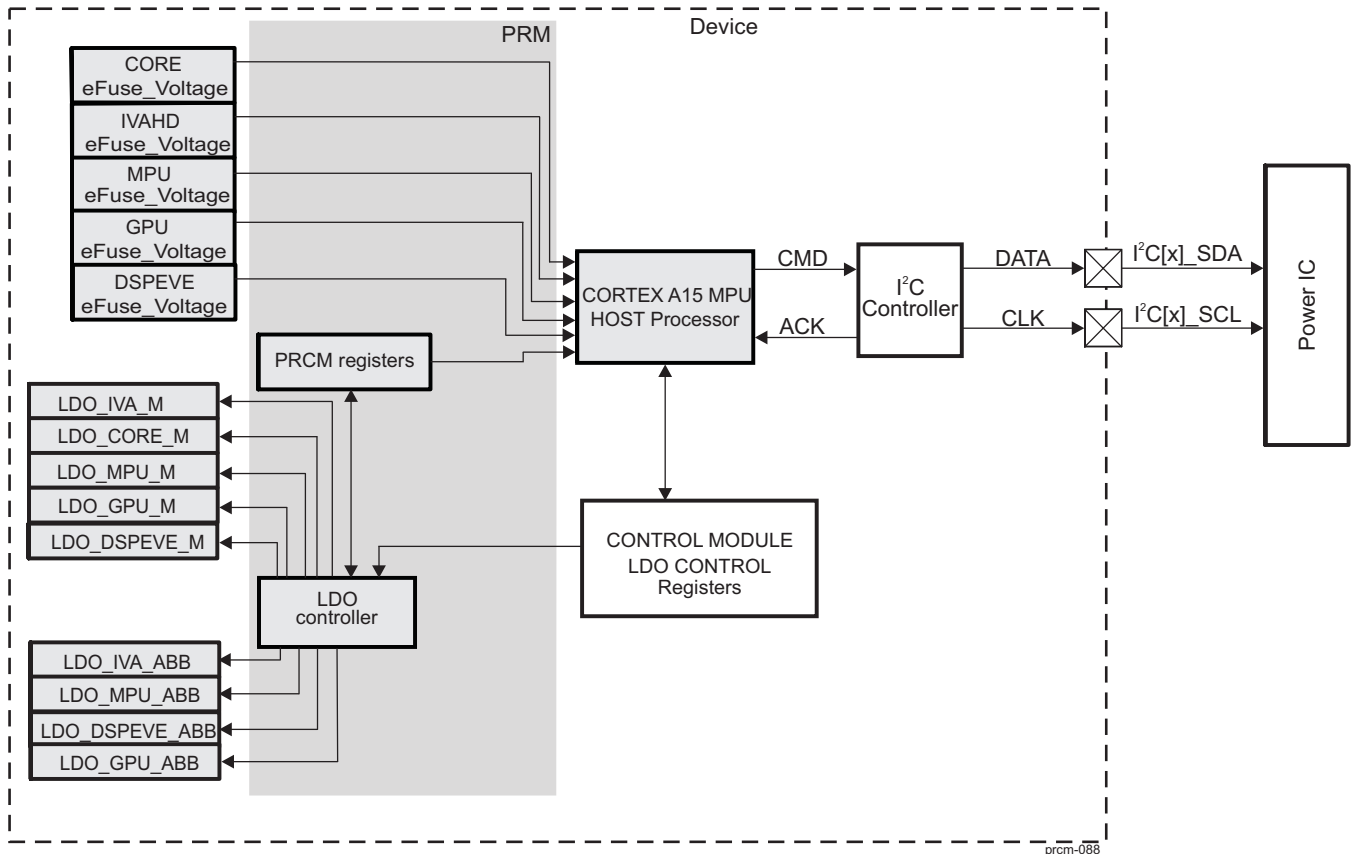 Device
PRM
CORE
eFuse_Voltage
IVAHD
eFuse_Voltage
MPU
eFuse_Voltage
GPU
eFuse_Voltage
DSPEVE
eFuse_Voltage
CORTEX A15 MPU
HOST Processor
CMD
ACK
I²C
Controller
DATA
CLK
I²C[x]_SDA
I²C[x]_SCL
Power IC
PRCM registers
LDO_IVA_M
LDO_CORE_M
LDO_MPU_M
LDO_GPU_M
LDO_DSPEVE_M
CONTROL MODULE
LDO CONTROL
Registers
LDO
controller
LDO_IVA_ABB
LDO_MPU_ABB
LDO_DSPEVE_ABB
LDO_GPU_ABB
prcm-088